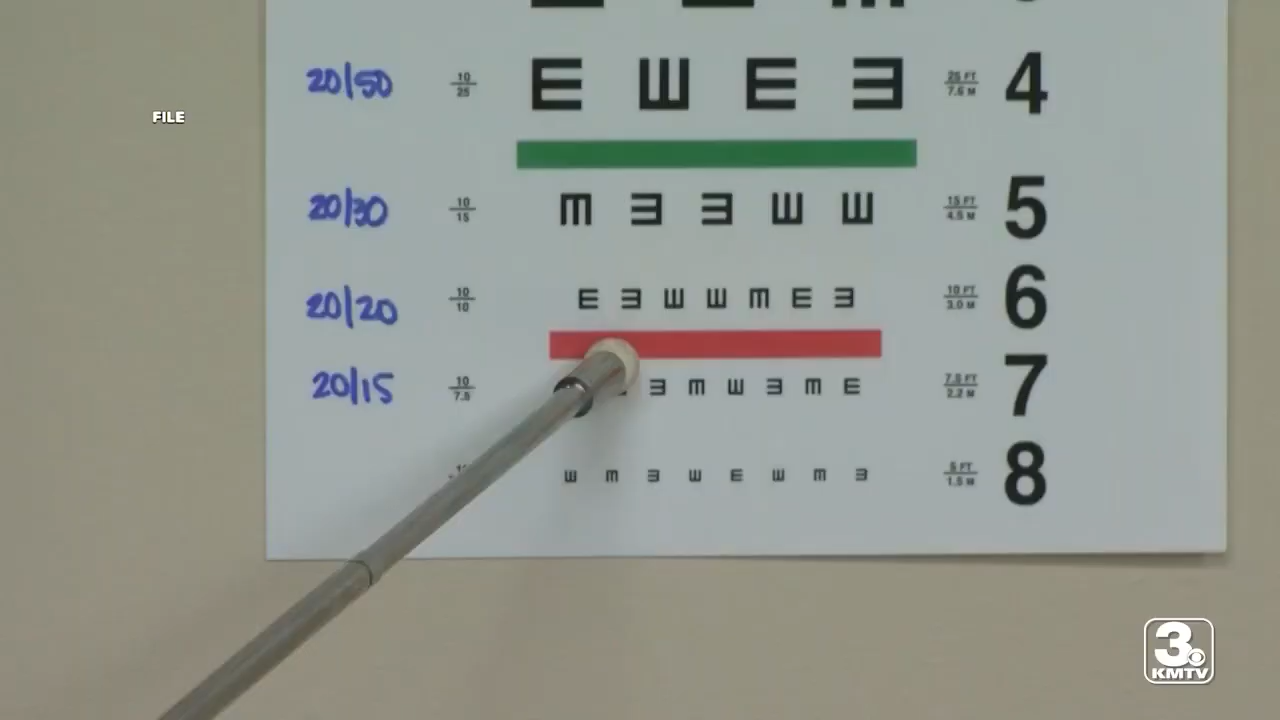 20/50 10/25 E Ш E Ǝ 25 FT/7.6 M 4
FILE
20/30 10/15 m Ǝ Ǝ Ш Ш 15 FT/4.5 M 5
20/20 10/10 E Ǝ Ш Ш m E Ǝ 10 FT/3.0 M 6
20/15 10/7.5 Ǝ m Ш Ǝ m E 7.5 FT/2.2 M 7
Ш m Ǝ Ш E Ш m Ǝ 5 FT/1.5 M 8
3
KMTV